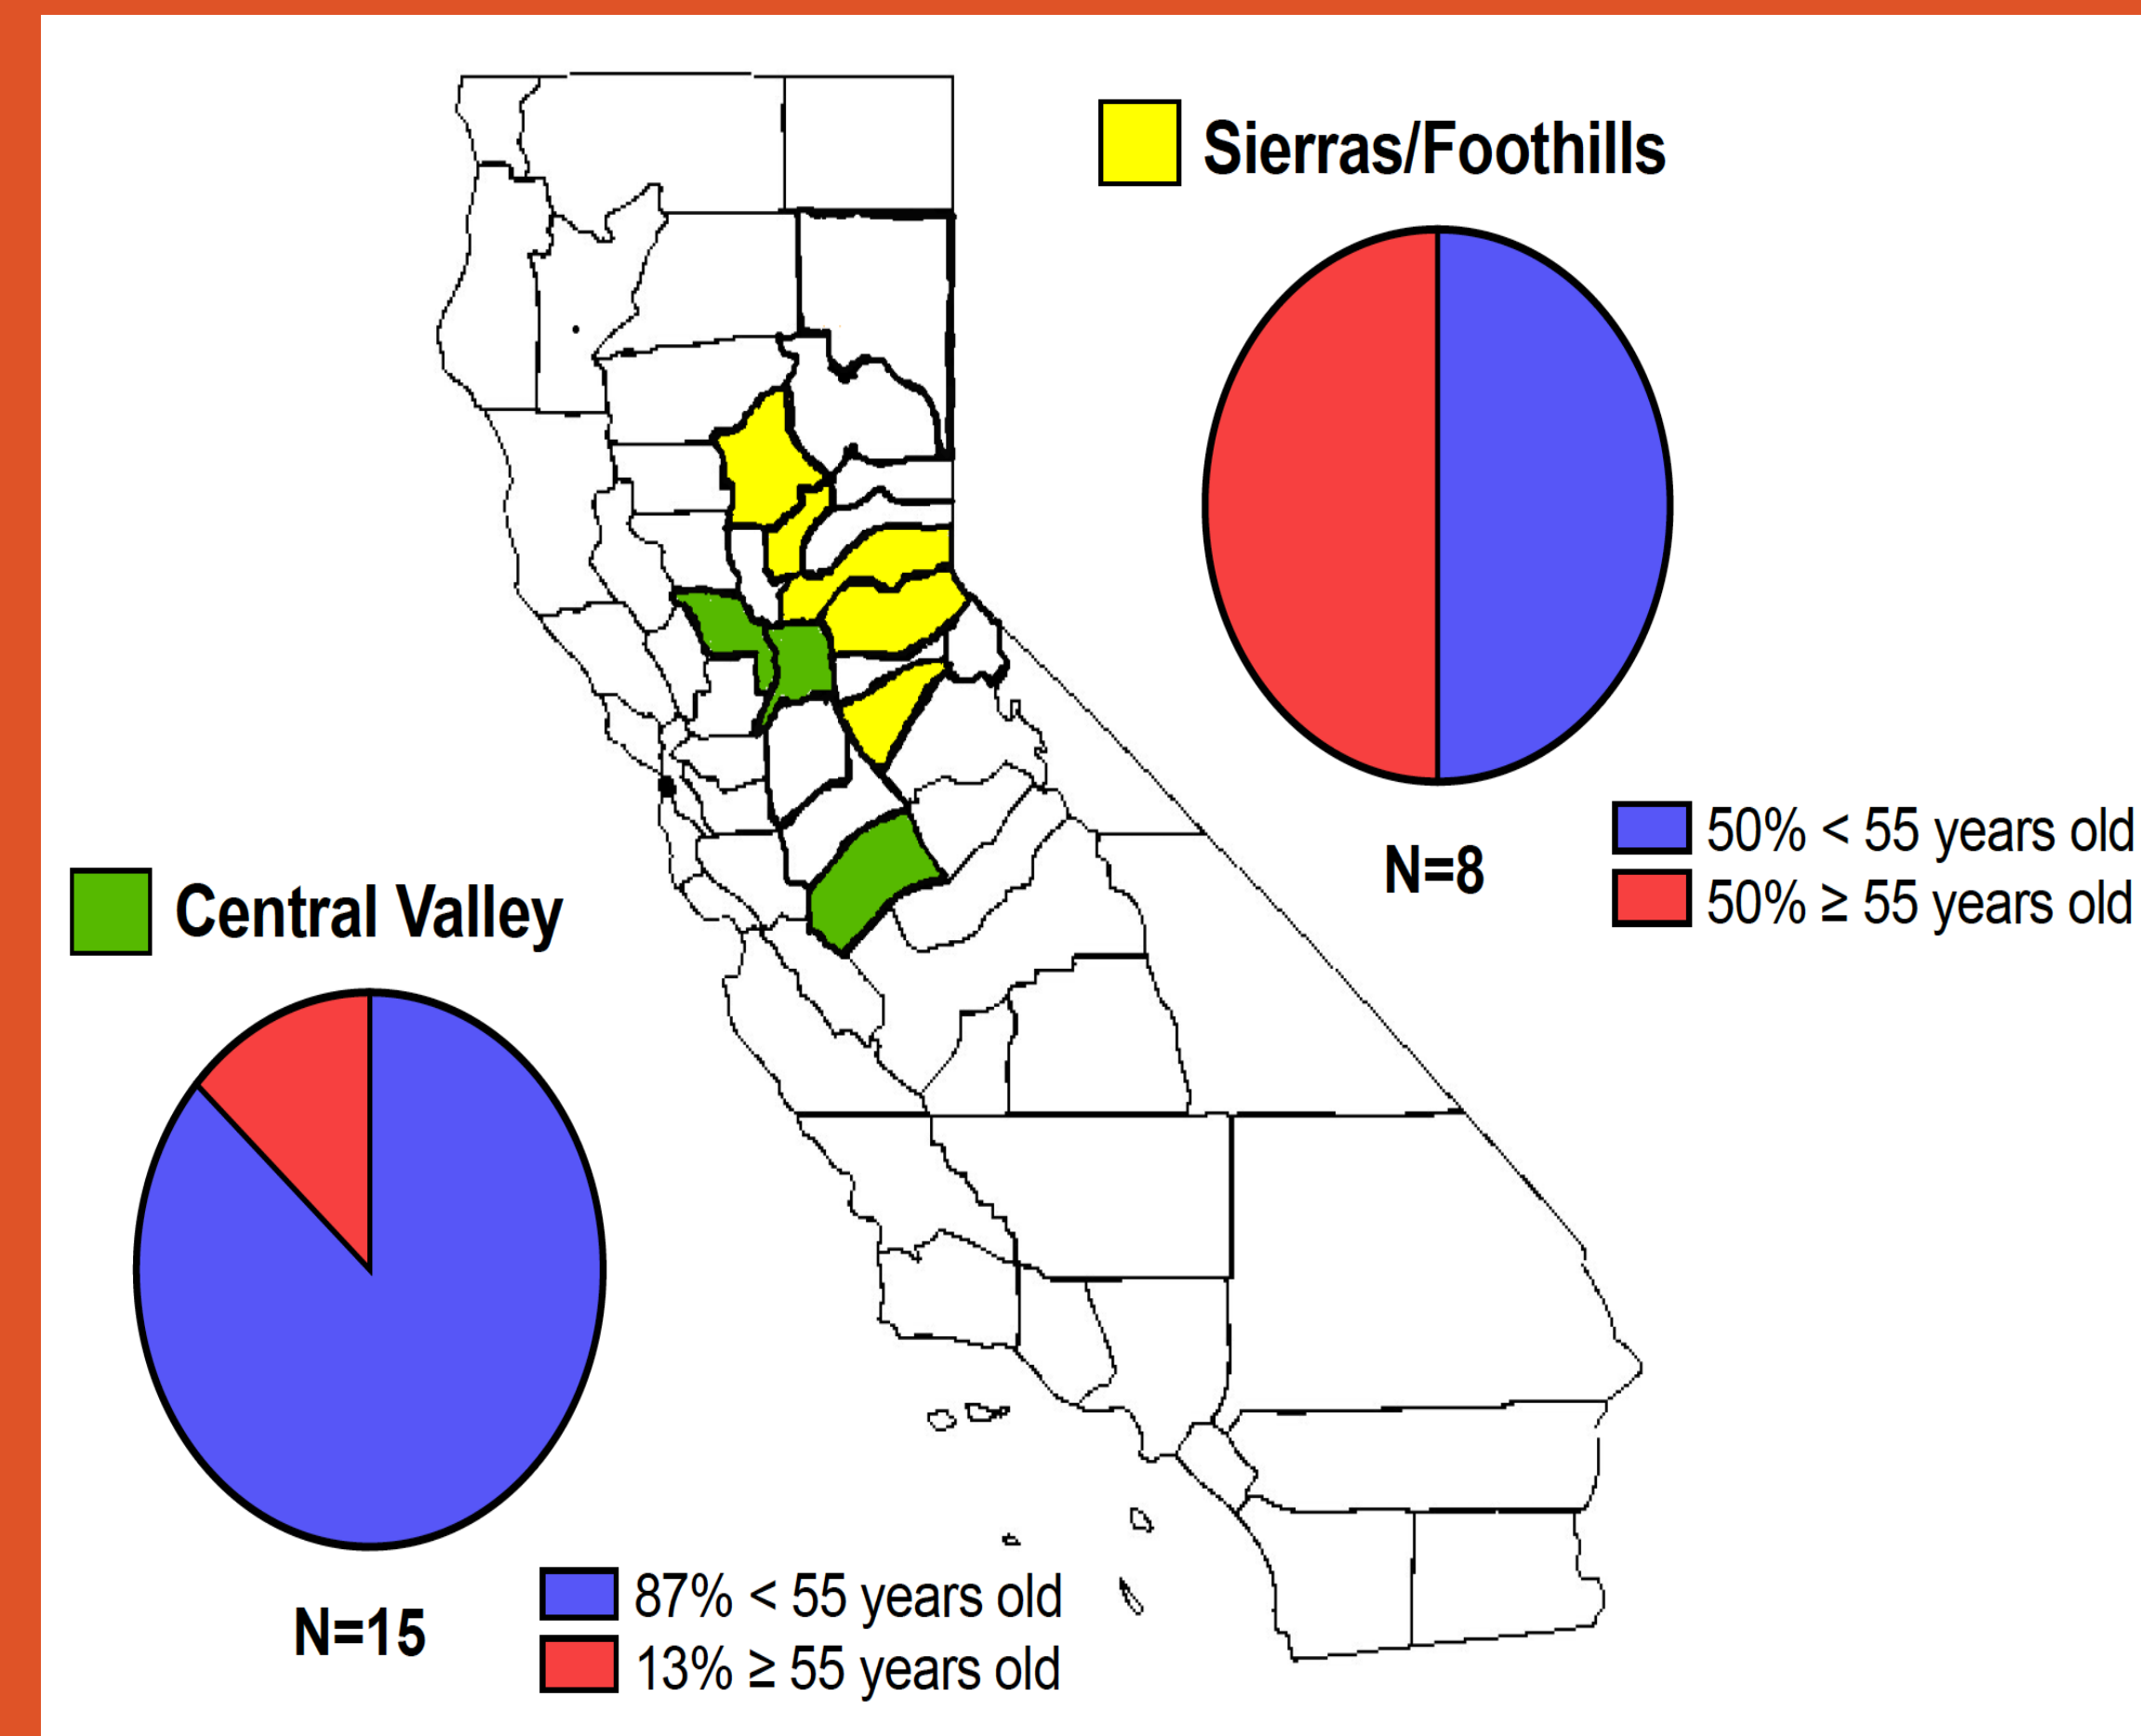 Sierras/Foothills
N=8
50% < 55 years old
50% ≥ 55 years old
Central Valley
N=15
87% < 55 years old
13% ≥ 55 years old